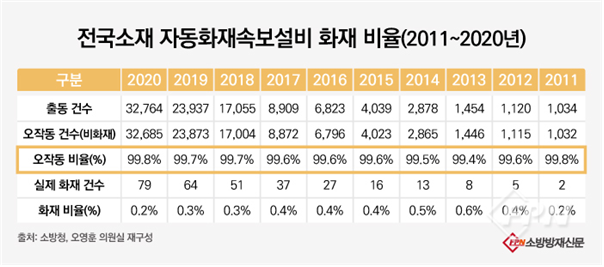 전국소재 자동화재속보설비 화재 비율(2011~2020년)
구분 2020 2019 2018 2017 2016 2015 2014 2013 2012 2011
출동 건수 32,764 23,937 17,055 8,909 6,823 4,039 2,878 1,454 1,120 1,034
오작동 건수(비화재) 32,685 23,873 17,004 8,872 6,796 4,023 2,865 1,446 1,115 1,032
오작동 비율(%) 99.8% 99.7% 99.7% 99.6% 99.6% 99.6% 99.5% 99.4% 99.6% 99.8%
실제 화재 건수 79 64 51 37 27 16 13 8 5 2
화재 비율(%) 0.2% 0.3% 0.3% 0.4% 0.4% 0.4% 0.5% 0.6% 0.4% 0.2%
출처: 소방청, 오영훈 의원실 재구성
FPN 소방방재신문